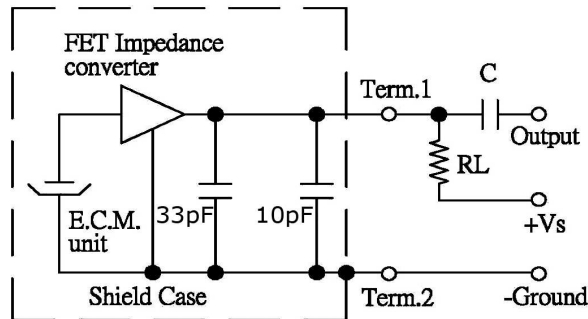 FET Impedance
converter
Term.1
C
Output
RL
+Vs
E.C.M.
unit
33pF
10pF
Shield Case
Term.2
-Ground